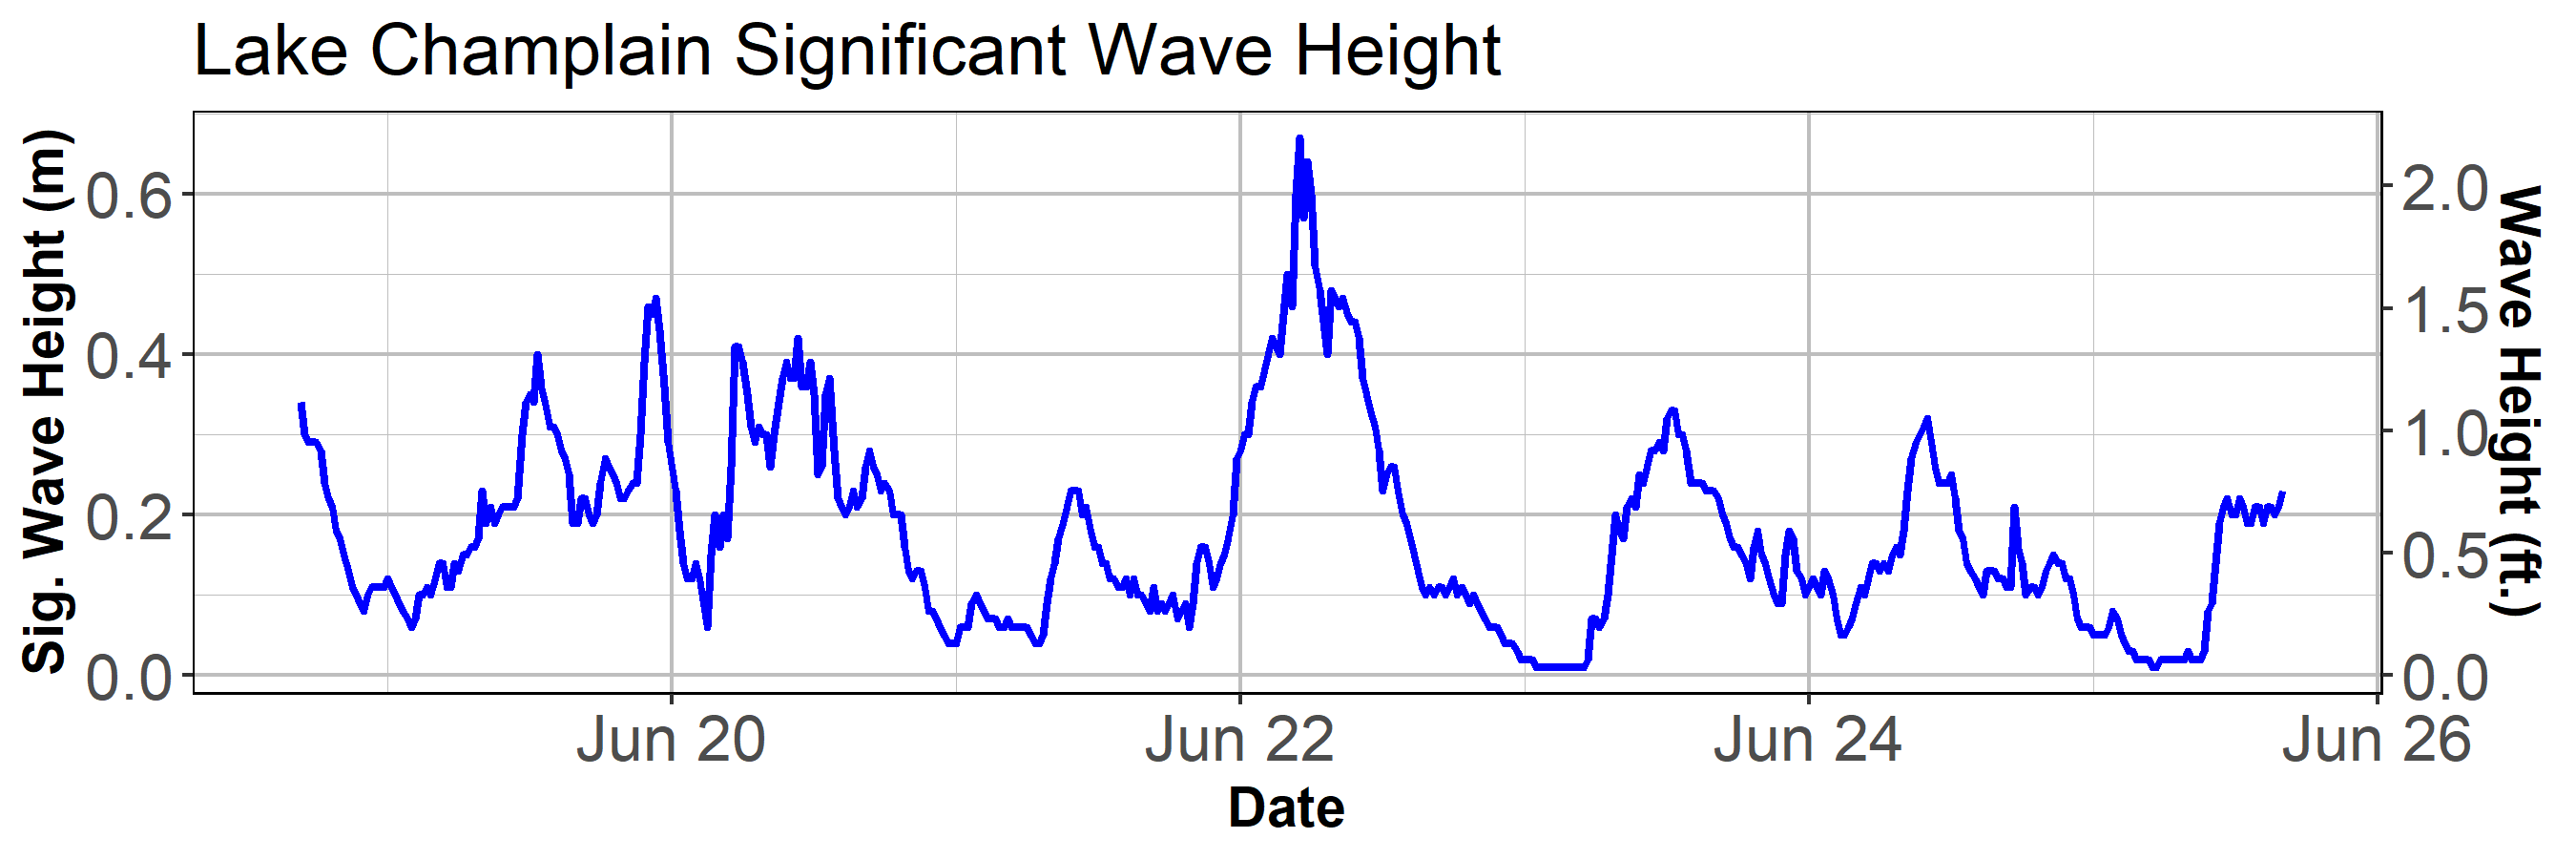 Lake Champlain Significant Wave Height
Sig. Wave Height (m)
0.6
0.4
0.2
0.0
2.0
1.5
1.0
0.5
0.0
Wave Height (ft.)
Jun 20
Jun 22
Jun 24
Jun 26
Date